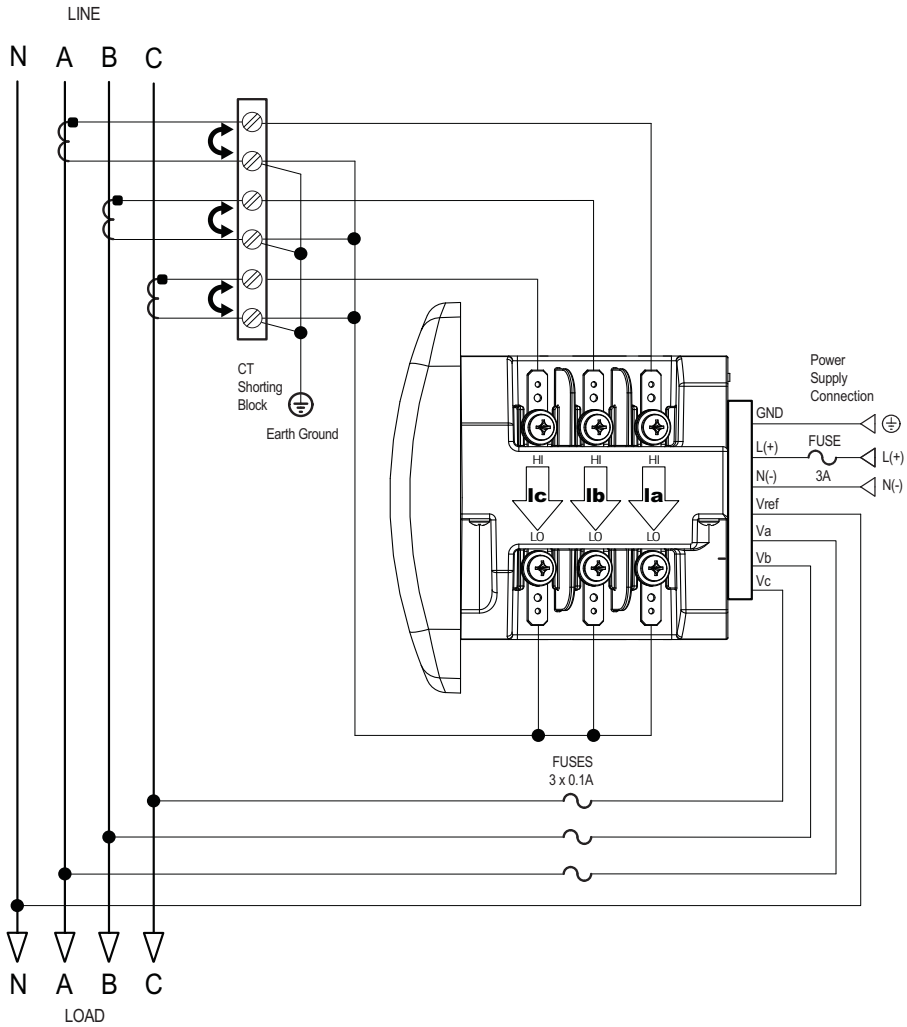 LINE
N A B C
CT
Shorting
Block
Earth Ground
Power
Supply
Connection
GND
L(+)
FUSE
3A
L(+)
N(-)
N(-)
Vref
Va
Vb
Vc
HI HI HI
Ic Ib Ia
LO LO LO
FUSES
3 x 0.1A
N A B C
LOAD